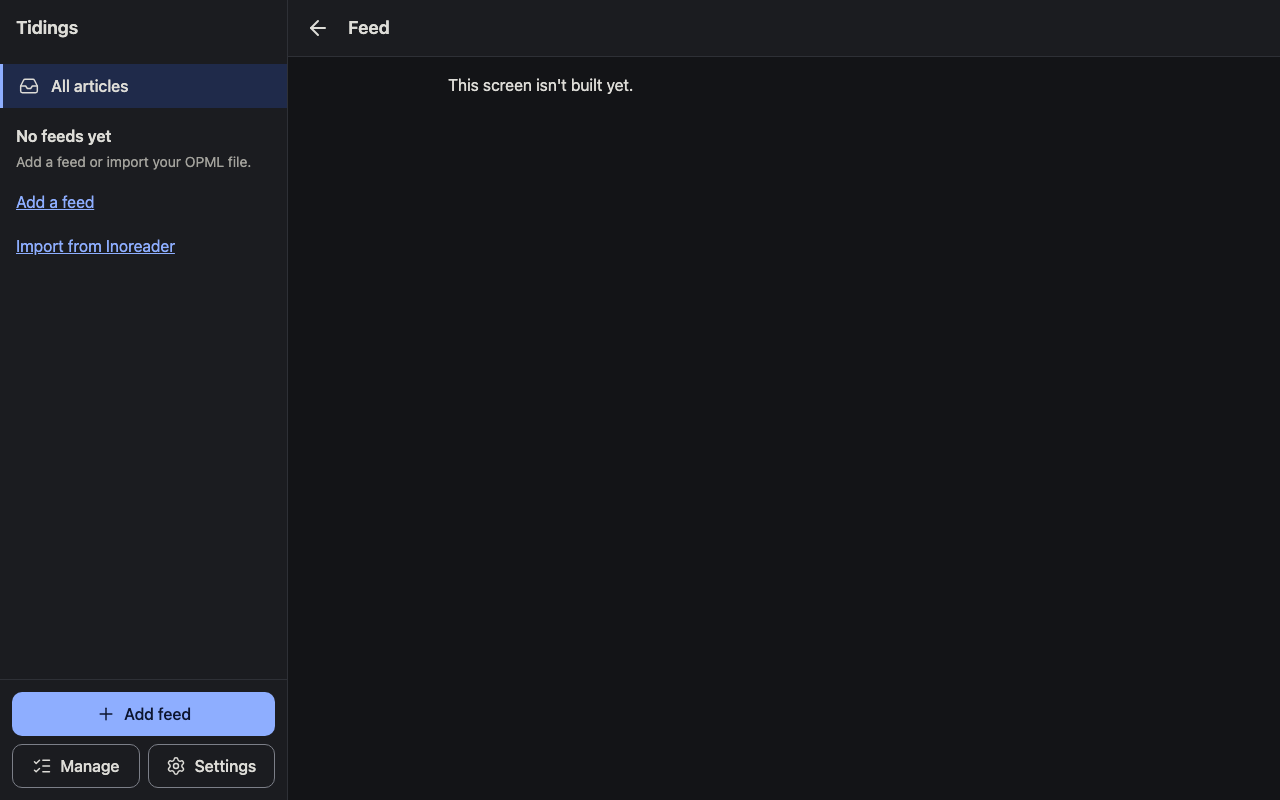 Tidings
All articles
No feeds yet
Add a feed or import your OPML file.
Add a feed
Import from Inoreader
Add feed
Manage
Settings
Feed
This screen isn't built yet.